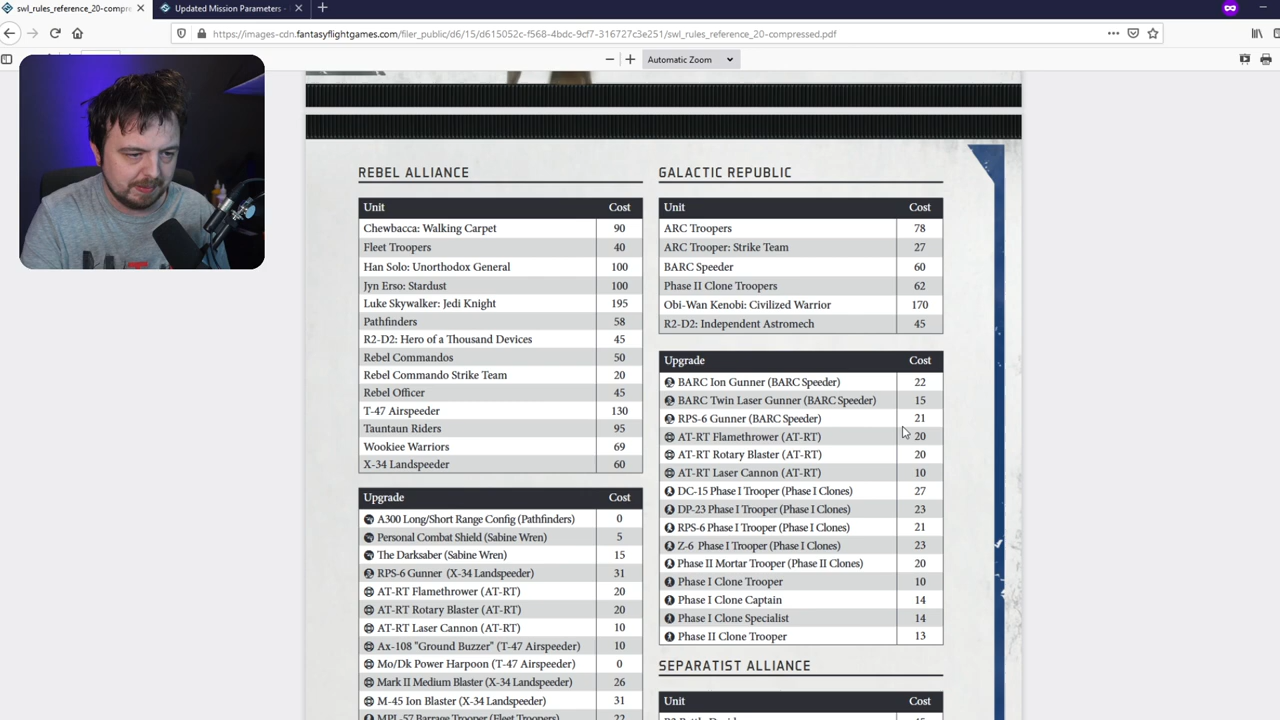 swl_rules_reference_20-compre
Updated Mission Parameters -
https://images-cdn.fantasyflightgames.com/filer_public/d6/15/d615052c-f568-4bdc-9cf7-316727c3e251/swl_rules_reference_20-compressed.pdf
Automatic Zoom
REBEL ALLIANCE
Unit Cost
Chewbacca: Walking Carpet 90
Fleet Troopers 40
Han Solo: Unorthodox General 100
Jyn Erso: Stardust 100
Luke Skywalker: Jedi Knight 195
Pathfinders 58
R2-D2: Hero of a Thousand Devices 45
Rebel Commandos 50
Rebel Commando Strike Team 20
Rebel Officer 45
T-47 Airspeeder 130
Tauntaun Riders 95
Wookiee Warriors 69
X-34 Landspeeder 60
Upgrade Cost
A300 Long/Short Range Config (Pathfinders) 0
Personal Combat Shield (Sabine Wren) 5
The Darksaber (Sabine Wren) 15
RPS-6 Gunner (X-34 Landspeeder) 31
AT-RT Flamethrower (AT-RT) 20
AT-RT Rotary Blaster (AT-RT) 20
AT-RT Laser Cannon (AT-RT) 10
Ax-108 "Ground Buzzer" (T-47 Airspeeder) 10
Mo/Dk Power Harpoon (T-47 Airspeeder) 0
Mark II Medium Blaster (X-34 Landspeeder) 26
M-45 Ion Blaster (X-34 Landspeeder) 31
MPL-57 Barrage Trooper (Fleet Troopers) 22
GALACTIC REPUBLIC
Unit Cost
ARC Troopers 78
ARC Trooper: Strike Team 27
BARC Speeder 60
Phase II Clone Troopers 62
Obi-Wan Kenobi: Civilized Warrior 170
R2-D2: Independent Astromech 45
Upgrade Cost
BARC Ion Gunner (BARC Speeder) 22
BARC Twin Laser Gunner (BARC Speeder) 15
RPS-6 Gunner (BARC Speeder) 21
AT-RT Flamethrower (AT-RT) 20
AT-RT Rotary Blaster (AT-RT) 20
AT-RT Laser Cannon (AT-RT) 10
DC-15 Phase I Trooper (Phase I Clones) 27
DP-23 Phase I Trooper (Phase I Clones) 23
RPS-6 Phase I Trooper (Phase I Clones) 21
Z-6 Phase I Trooper (Phase I Clones) 23
Phase II Mortar Trooper (Phase II Clones) 20
Phase I Clone Trooper 10
Phase I Clone Captain 14
Phase I Clone Specialist 14
Phase II Clone Trooper 13
SEPARATIST ALLIANCE
Unit Cost